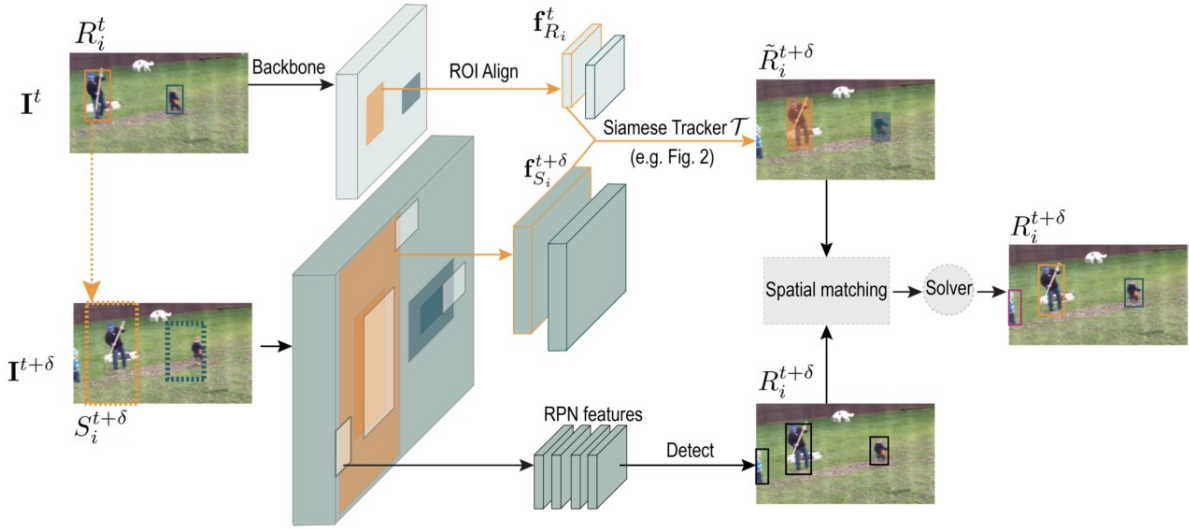 R_i^t
I^t
Backbone
ROI Align
f_{R_i}^t
Siamese Tracker 𝒯
(e.g. Fig. 2)
R̃_i^{t+δ}
f_{S_i}^{t+δ}
Spatial matching
Solver
R_i^{t+δ}
I^{t+δ}
S_i^{t+δ}
RPN features
Detect
R_i^{t+δ}